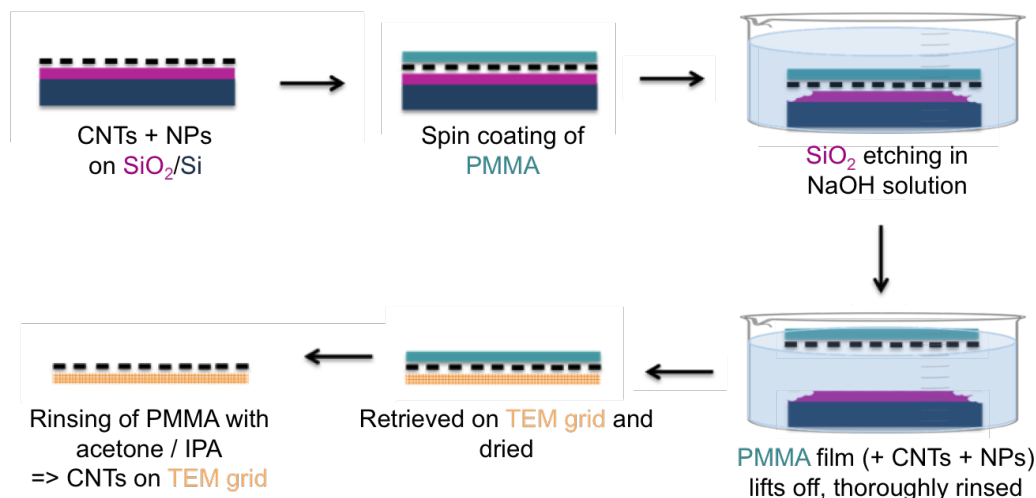 CNTs + NPs
on SiO₂/Si
Spin coating of
PMMA
SiO₂ etching in
NaOH solution
Rinsing of PMMA with
acetone / IPA
=> CNTs on TEM grid
Retrieved on TEM grid and
dried
PMMA film (+ CNTs + NPs)
lifts off, thoroughly rinsed